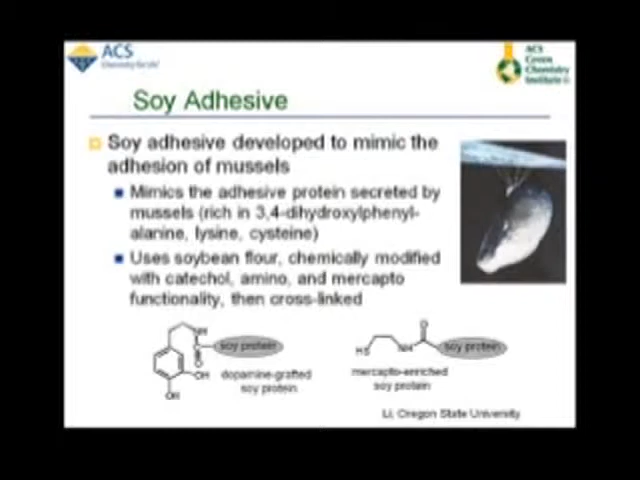 ACS
Chemistry for Life
ACS
Green
Chemistry
Institute
Soy Adhesive
Soy adhesive developed to mimic the
adhesion of mussels
Mimics the adhesive protein secreted by
mussels (rich in 3,4-dihydroxylphenyl-
alanine, lysine, cysteine)
Uses soybean flour, chemically modified
with catechol, amino, and mercapto
functionality, then cross-linked
NH
C
O
soy protein
OH
OH
dopamine-grafted
soy protein
HS
NH
O
soy protein
mercapto-enriched
soy protein
Li, Oregon State University